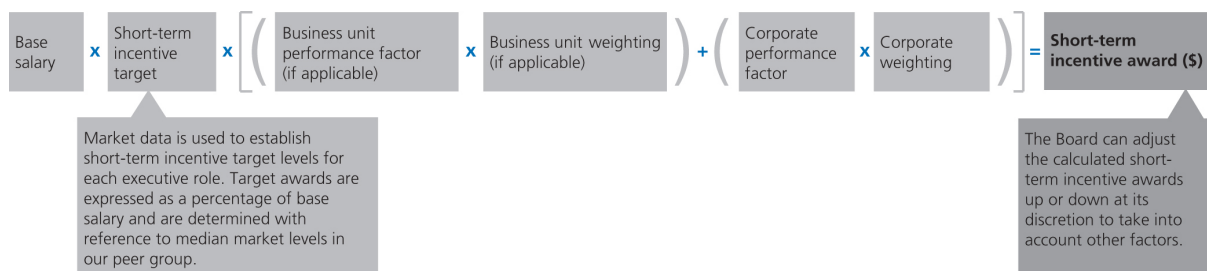 Base
salary
x
Short-term
incentive
target
x
[
(
Business unit
performance factor
(if applicable)
x
Business unit weighting
(if applicable)
)
+
(
Corporate
performance
factor
x
Corporate
weighting
)
]
=
Short-term
incentive award ($)
Market data is used to establish
short-term incentive target levels for
each executive role. Target awards are
expressed as a percentage of base
salary and are determined with
reference to median market levels in
our peer group.
The Board can adjust
the calculated short-
term incentive awards
up or down at its
discretion to take into
account other factors.